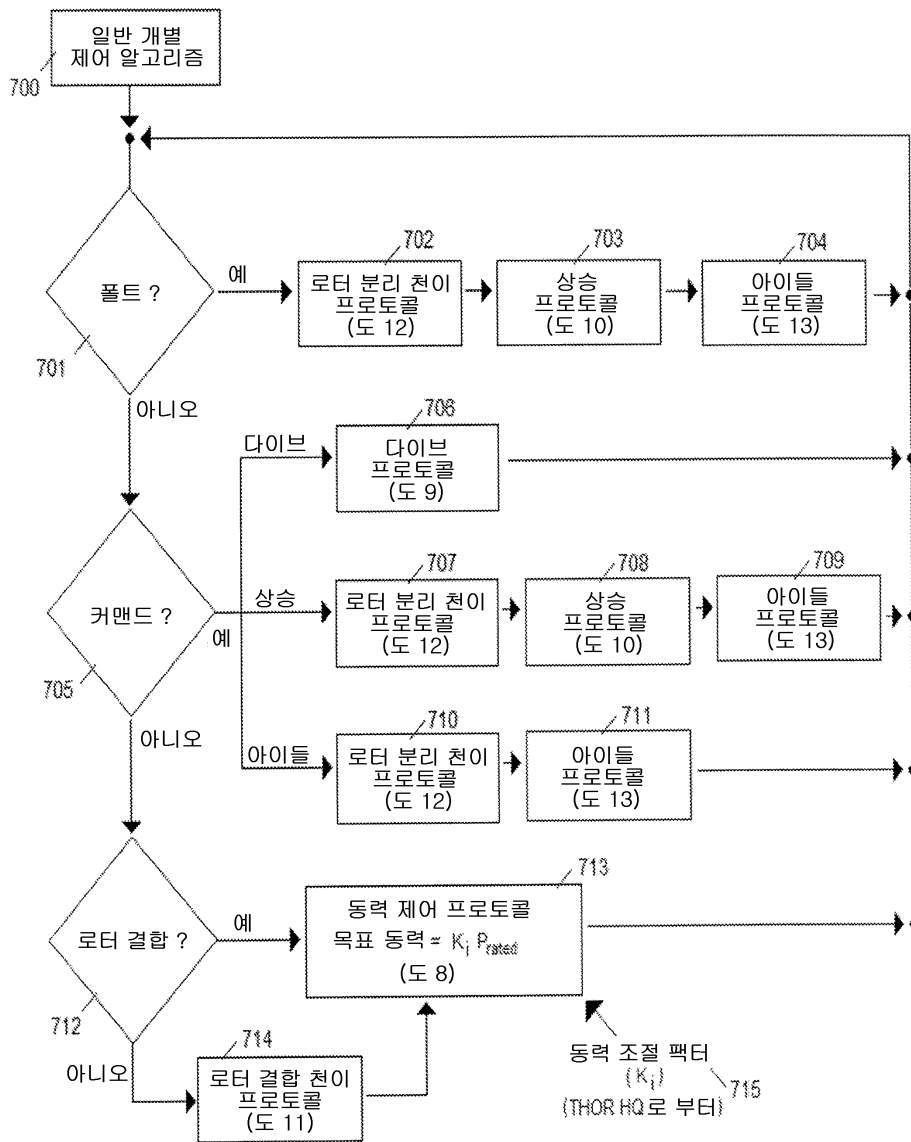 일반 개별
제어 알고리즘
700
폴트 ?
701
예
702
로터 분리 천이
프로토콜
(도 12)
703
상승
프로토콜
(도 10)
704
아이들
프로토콜
(도 13)
아니오
커맨드 ?
705
예
다이브
706
다이브
프로토콜
(도 9)
상승
707
로터 분리 천이
프로토콜
(도 12)
708
상승
프로토콜
(도 10)
709
아이들
프로토콜
(도 13)
아이들
710
로터 분리 천이
프로토콜
(도 12)
711
아이들
프로토콜
(도 13)
아니오
로터 결합 ?
712
예
713
동력 제어 프로토콜
목표 동력 = Ki Prated
(도 8)
아니오
714
로터 결합 천이
프로토콜
(도 11)
동력 조절 팩터
(Ki)
(THOR HQ로 부터)
715